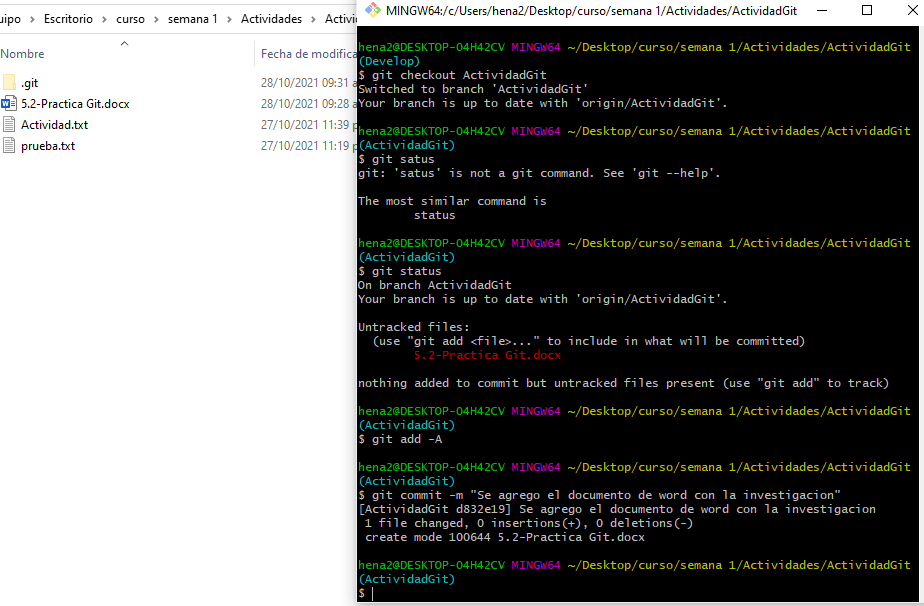 uipo > Escritorio > curso > semana 1 > Actividades > Activi
Nombre
Fecha de modifica
.git
28/10/2021 09:31 a
5.2-Practica Git.docx
28/10/2021 09:28 a
Actividad.txt
27/10/2021 11:39 p
prueba.txt
27/10/2021 11:19 p
MINGW64:/c/Users/hena2/Desktop/curso/semana 1/Actividades/ActividadGit
hena2@DESKTOP-04H42CV MINGW64 ~/Desktop/curso/semana 1/Actividades/ActividadGit
(Develop)
$ git checkout ActividadGit
Switched to branch 'ActividadGit'
Your branch is up to date with 'origin/ActividadGit'.
hena2@DESKTOP-04H42CV MINGW64 ~/Desktop/curso/semana 1/Actividades/ActividadGit
(ActividadGit)
$ git satus
git: 'satus' is not a git command. See 'git --help'.
The most similar command is
status
hena2@DESKTOP-04H42CV MINGW64 ~/Desktop/curso/semana 1/Actividades/ActividadGit
(ActividadGit)
$ git status
On branch ActividadGit
Your branch is up to date with 'origin/ActividadGit'.
Untracked files:
(use "git add <file>..." to include in what will be committed)
5.2-Practica Git.docx
nothing added to commit but untracked files present (use "git add" to track)
hena2@DESKTOP-04H42CV MINGW64 ~/Desktop/curso/semana 1/Actividades/ActividadGit
(ActividadGit)
$ git add -A
hena2@DESKTOP-04H42CV MINGW64 ~/Desktop/curso/semana 1/Actividades/ActividadGit
(ActividadGit)
$ git commit -m "Se agrego el documento de word con la investigacion"
[ActividadGit d832e19] Se agrego el documento de word con la investigacion
1 file changed, 0 insertions(+), 0 deletions(-)
create mode 100644 5.2-Practica Git.docx
hena2@DESKTOP-04H42CV MINGW64 ~/Desktop/curso/semana 1/Actividades/ActividadGit
(ActividadGit)
$